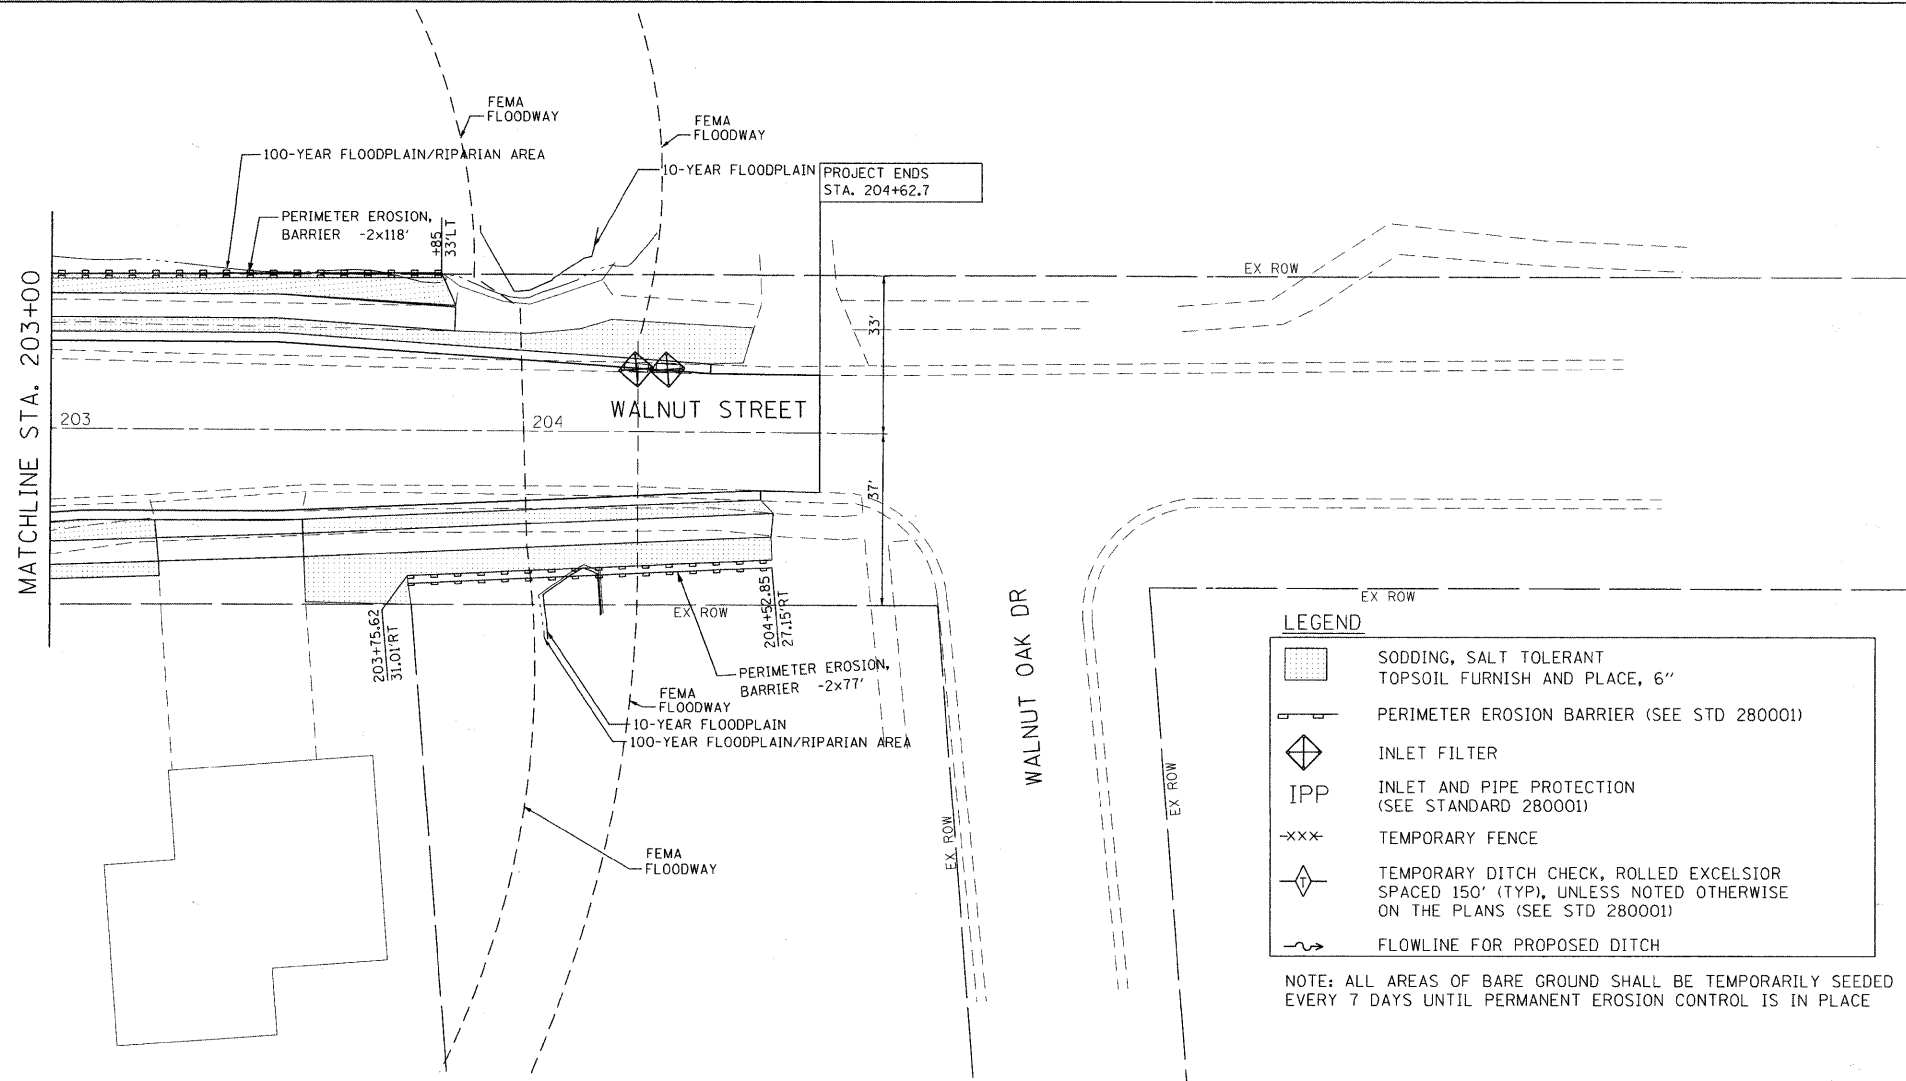 FEMA
FLOODWAY
FEMA
FLOODWAY
100-YEAR FLOODPLAIN/RIPARIAN AREA
10-YEAR FLOODPLAIN
PROJECT ENDS
STA. 204+62.7
PERIMETER EROSION,
BARRIER -2x118'
+85
33'LT
EX ROW
MATCHLINE STA. 203+00
33'
203
204
WALNUT STREET
37'
EX ROW
EX ROW
203+75.62
31.01'RT
204+52.85
27.15'RT
PERIMETER EROSION,
BARRIER -2x77'
FEMA
FLOODWAY
10-YEAR FLOODPLAIN
100-YEAR FLOODPLAIN/RIPARIAN AREA
WALNUT OAK DR
EX ROW
EX ROW
FEMA
FLOODWAY
LEGEND
SODDING, SALT TOLERANT
TOPSOIL FURNISH AND PLACE, 6"
PERIMETER EROSION BARRIER (SEE STD 280001)
INLET FILTER
IPP INLET AND PIPE PROTECTION
(SEE STANDARD 280001)
-XXX- TEMPORARY FENCE
T TEMPORARY DITCH CHECK, ROLLED EXCELSIOR
SPACED 150' (TYP), UNLESS NOTED OTHERWISE
ON THE PLANS (SEE STD 280001)
FLOWLINE FOR PROPOSED DITCH
NOTE: ALL AREAS OF BARE GROUND SHALL BE TEMPORARILY SEEDED
EVERY 7 DAYS UNTIL PERMANENT EROSION CONTROL IS IN PLACE